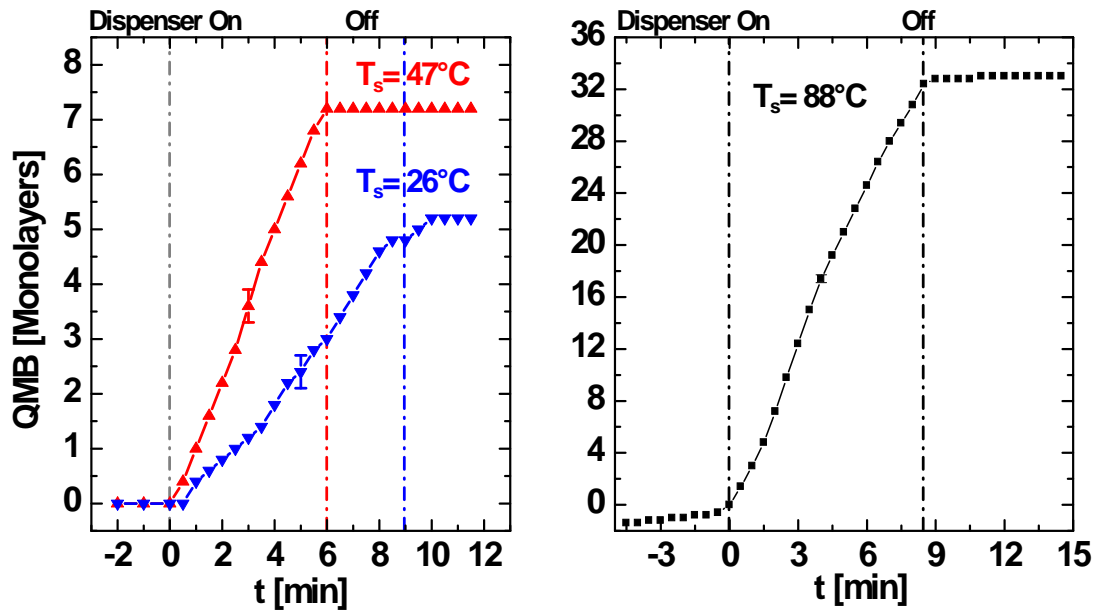 Dispenser On Off
8
7
6
5
4
3
2
1
0
QMB [Monolayers]
Tₛ= 47°C
Tₛ= 26°C
-2 0 2 4 6 8 10 12
t [min]
Dispenser On Off
36
32
28
24
20
16
12
8
4
0
Tₛ= 88°C
-3 0 3 6 9 12 15
t [min]